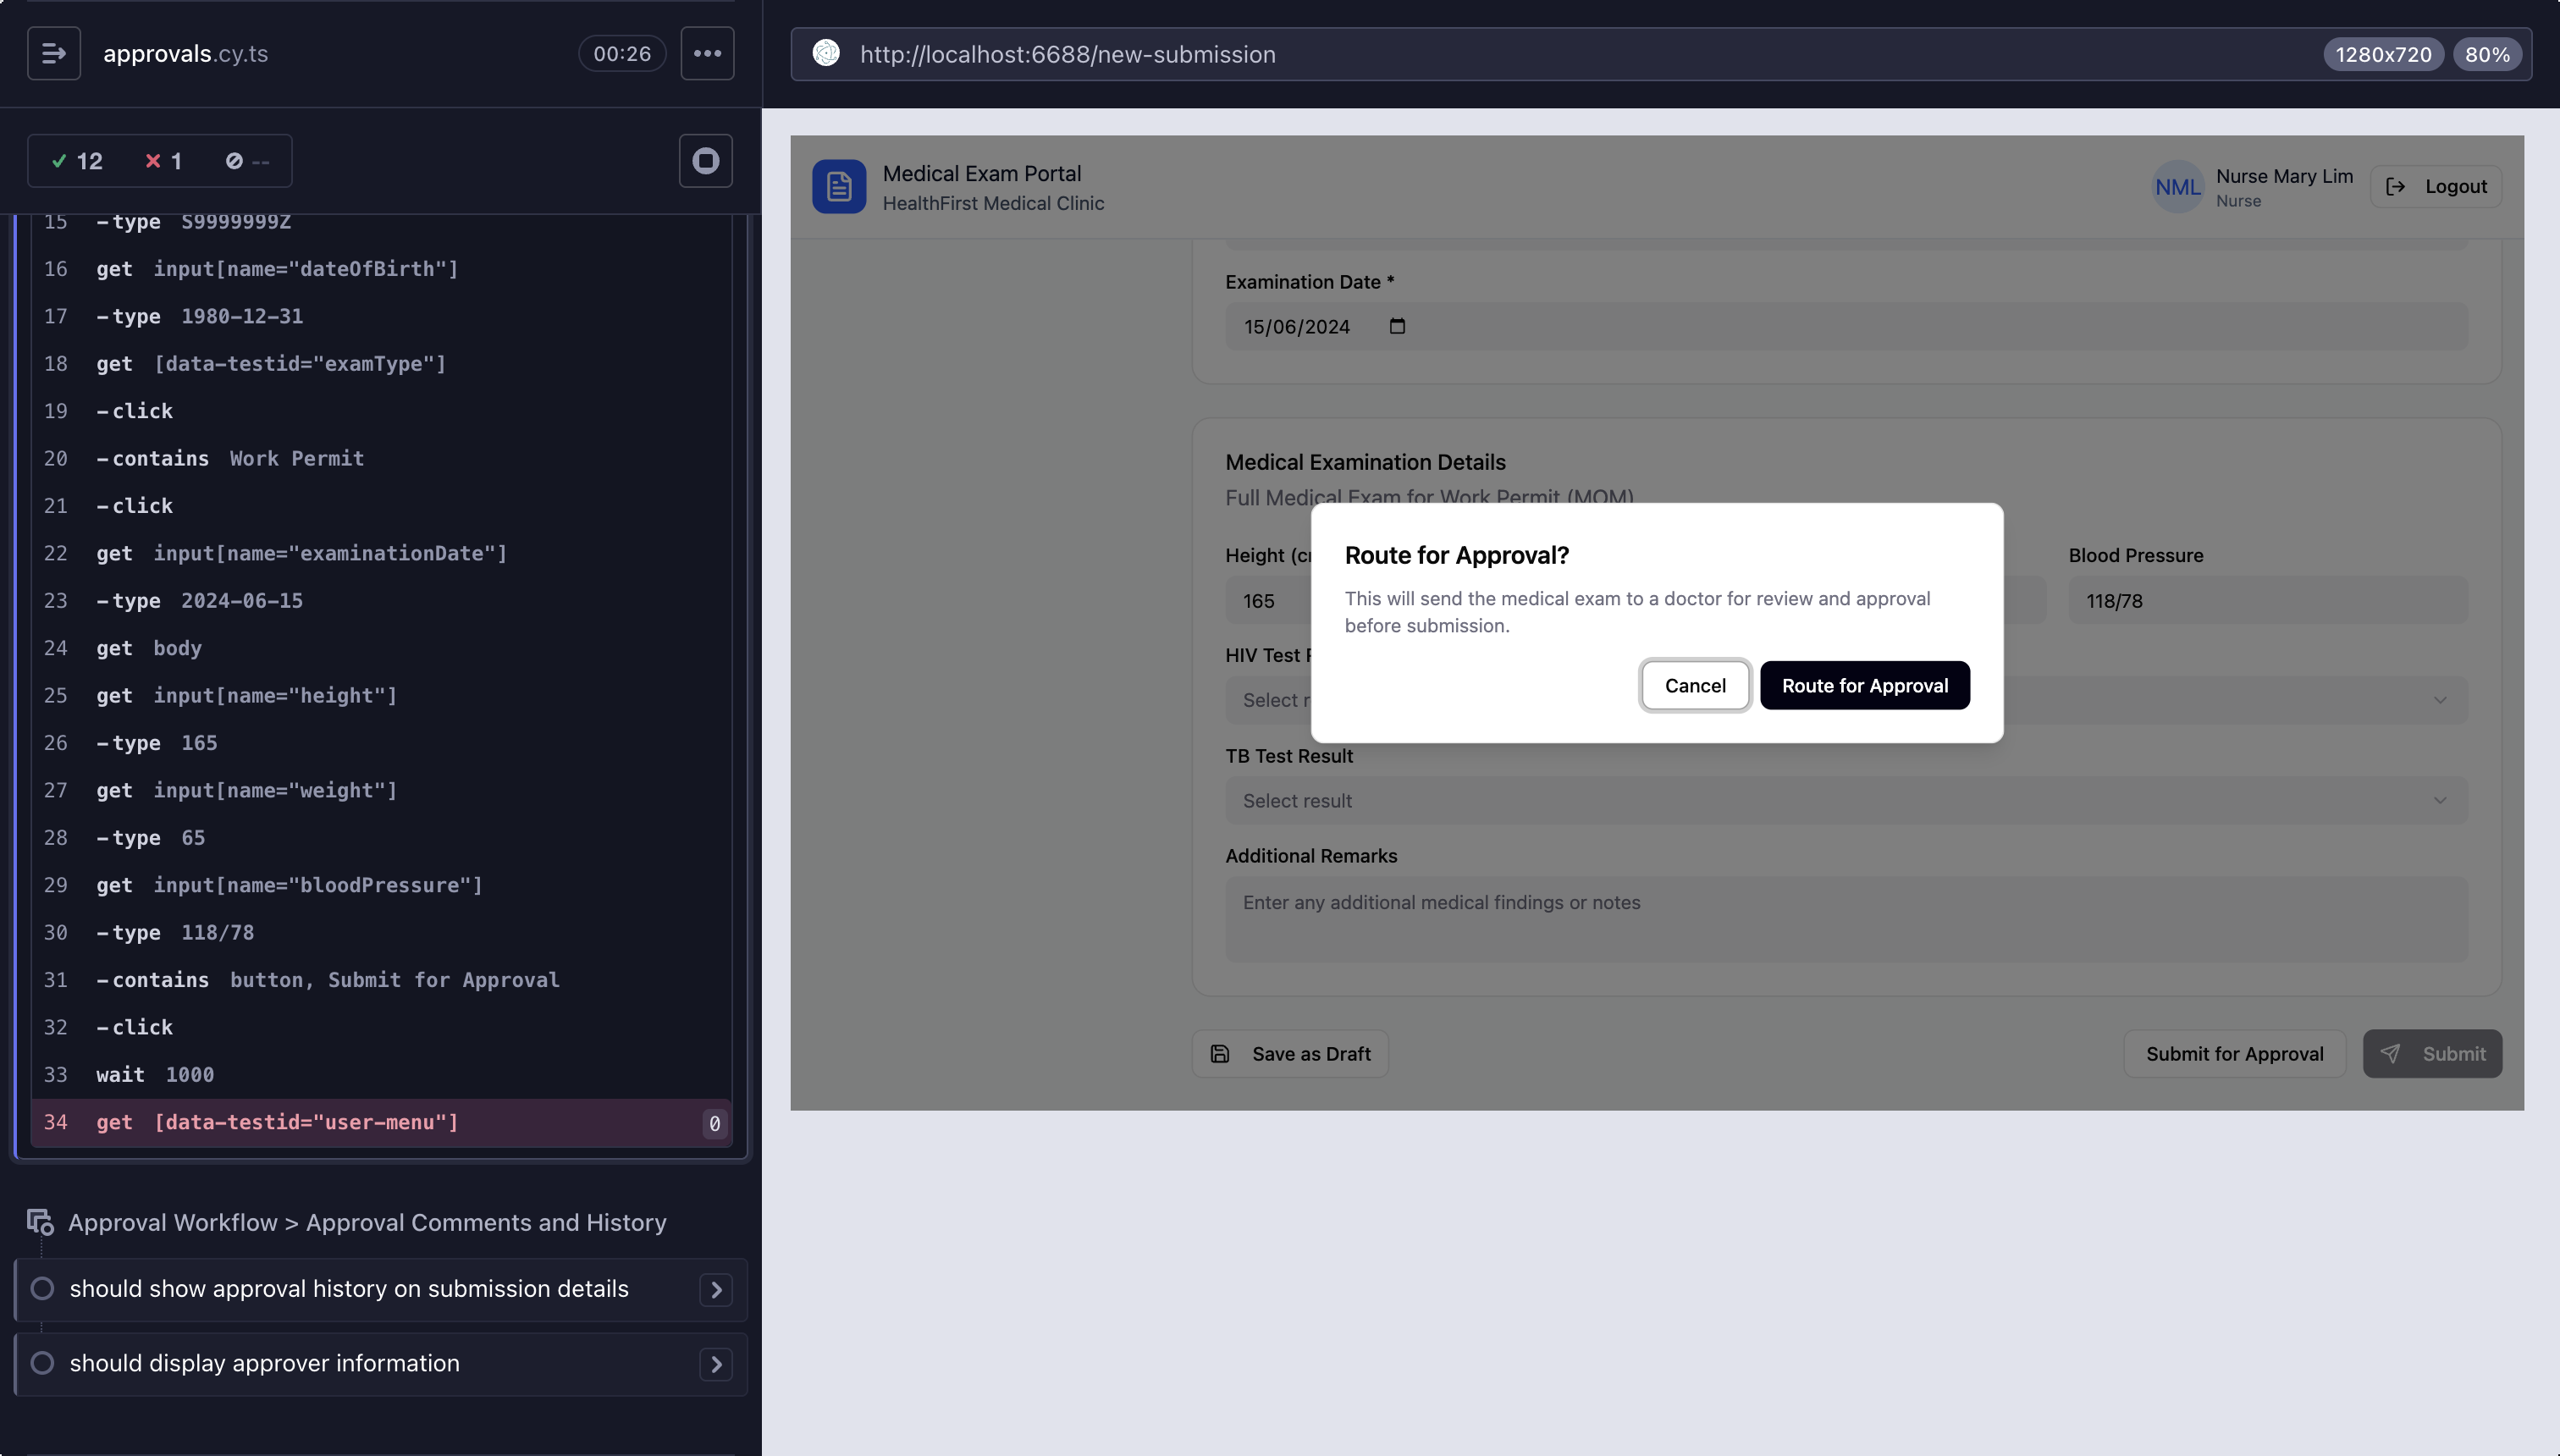 approvals.cy.ts
00:26
12
1
--
15 -type S9999999Z
16 get input[name="dateOfBirth"]
17 -type 1980-12-31
18 get [data-testid="examType"]
19 -click
20 -contains Work Permit
21 -click
22 get input[name="examinationDate"]
23 -type 2024-06-15
24 get body
25 get input[name="height"]
26 -type 165
27 get input[name="weight"]
28 -type 65
29 get input[name="bloodPressure"]
30 -type 118/78
31 -contains button, Submit for Approval
32 -click
33 wait 1000
34 get [data-testid="user-menu"] 0
Approval Workflow > Approval Comments and History
should show approval history on submission details
should display approver information
http://localhost:6688/new-submission
1280x720
80%
Medical Exam Portal
HealthFirst Medical Clinic
NML
Nurse Mary Lim
Nurse
Logout
Examination Date *
15/06/2024
Medical Examination Details
Full Medical Exam for Work Permit (MOM)
Height (c
Blood Pressure
165
118/78
HIV Test
Select r
Route for Approval?
This will send the medical exam to a doctor for review and approval
before submission.
Cancel
Route for Approval
TB Test Result
Select result
Additional Remarks
Enter any additional medical findings or notes
Save as Draft
Submit for Approval
Submit